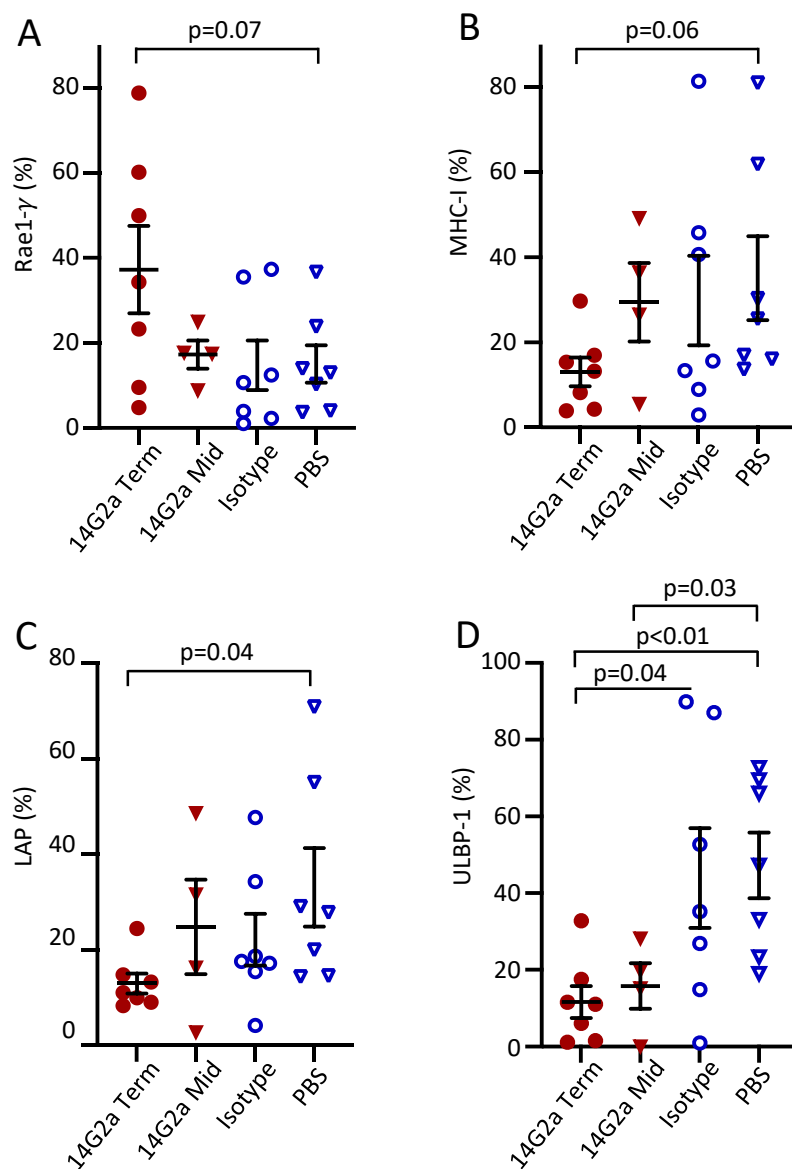 A
p=0.07
Rae1-γ (%)
80
60
40
20
0
14G2a Term
14G2a Mid
Isotype
PBS
B
p=0.06
MHC-I (%)
80
60
40
20
0
14G2a Term
14G2a Mid
Isotype
PBS
C
p=0.04
LAP (%)
80
60
40
20
0
14G2a Term
14G2a Mid
Isotype
PBS
D
p=0.03
p<0.01
p=0.04
ULBP-1 (%)
100
80
60
40
20
0
14G2a Term
14G2a Mid
Isotype
PBS